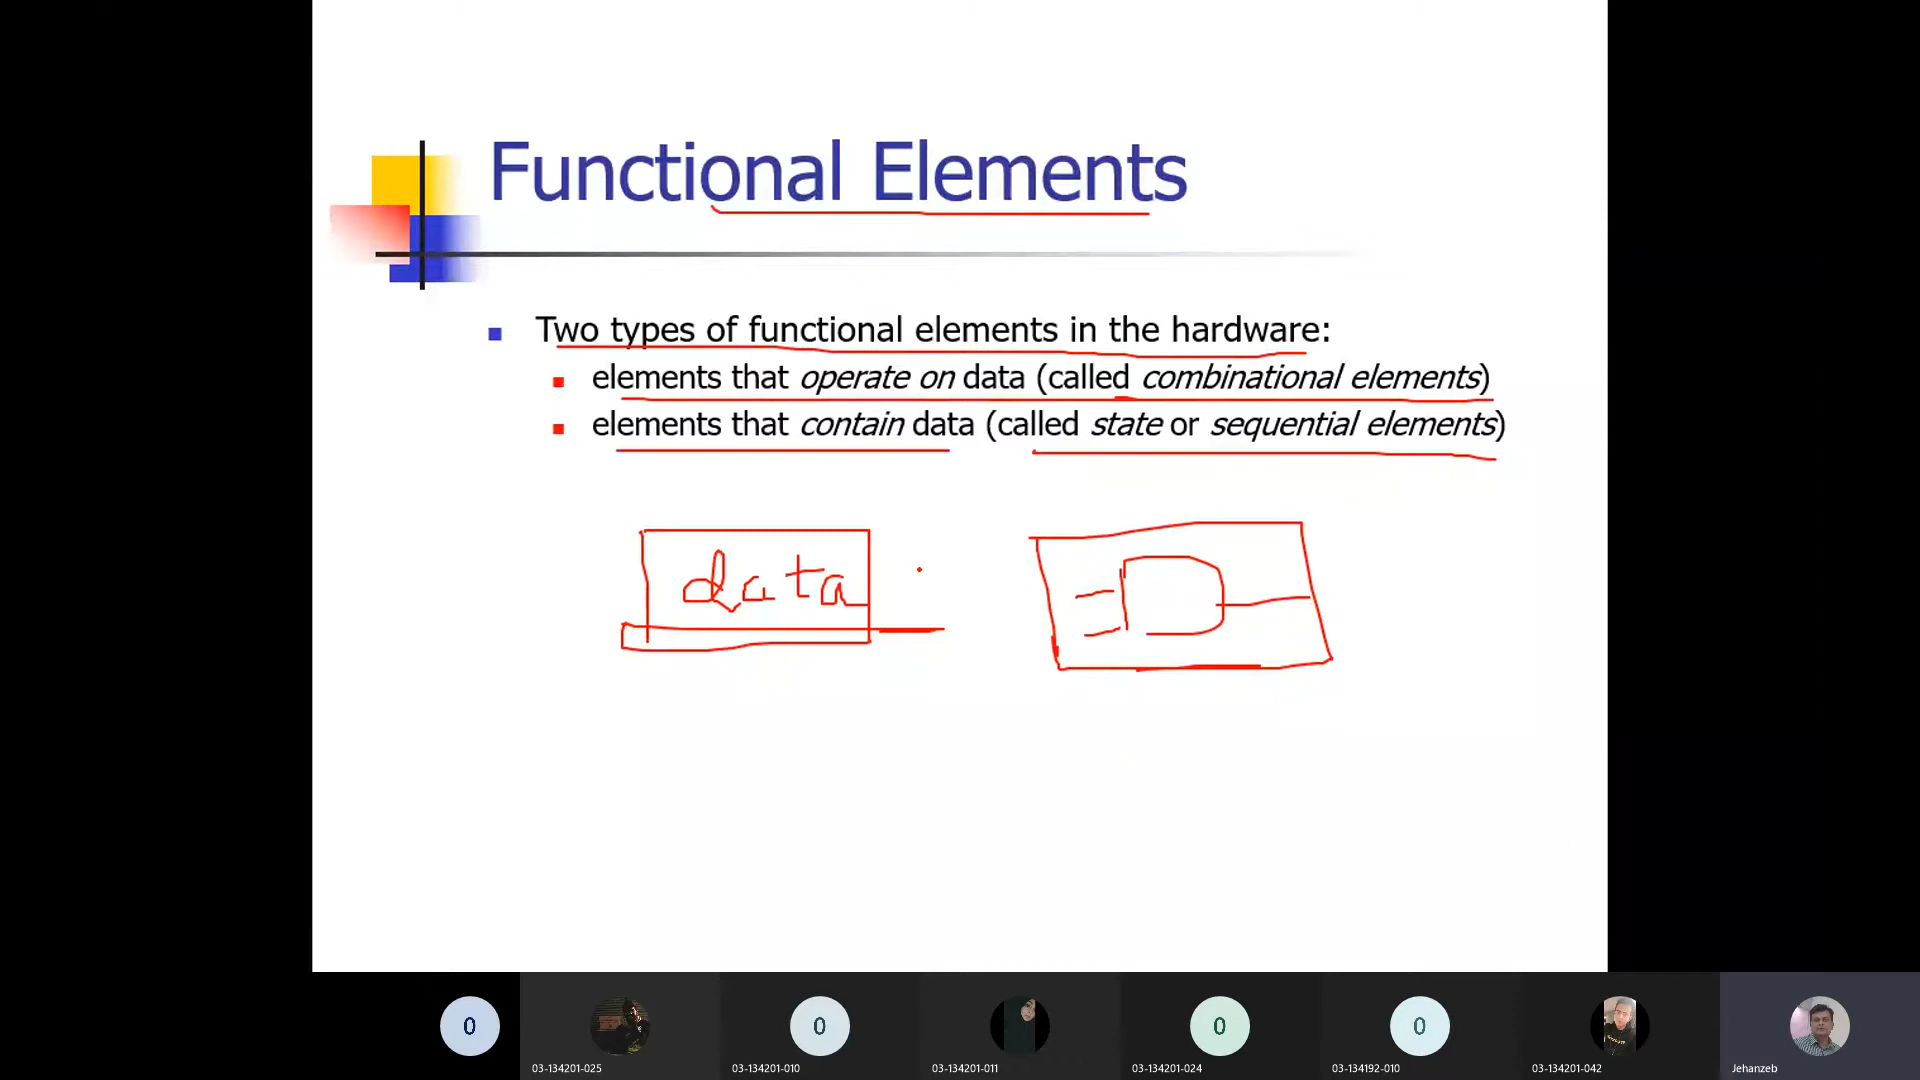 Functional Elements
Two types of functional elements in the hardware:
elements that operate on data (called combinational elements)
elements that contain data (called state or sequential elements)
data
0
0
0
0
03-134201-025
03-134201-010
03-134201-011
03-134201-024
03-134192-010
03-134201-042
Jehanzeb